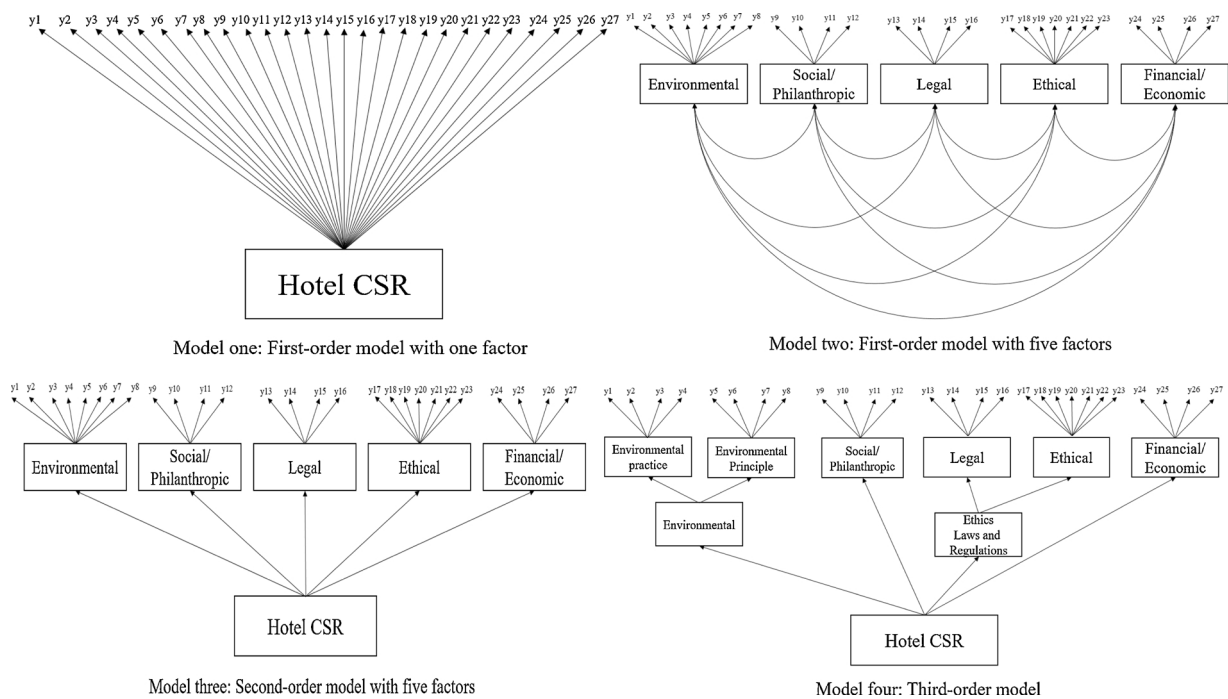 y1 y2 y3 y4 y5 y6 y7 y8 y9 y10 y11 y12 y13 y14 y15 y16 y17 y18 y19 y20 y21 y22 y23 y24 y25 y26 y27
Hotel CSR
Model one: First-order model with one factor
y1 y2 y3 y4 y5 y6 y7 y8 y9 y10 y11 y12 y13 y14 y15 y16 y17 y18 y19 y20 y21 y22 y23 y24 y25 y26 y27
Environmental
Social/
Philanthropic
Legal
Ethical
Financial/
Economic
Model two: First-order model with five factors
y1 y2 y3 y4 y5 y6 y7 y8 y9 y10 y11 y12 y13 y14 y15 y16 y17 y18 y19 y20 y21 y22 y23 y24 y25 y26 y27
Environmental
Social/
Philanthropic
Legal
Ethical
Financial/
Economic
Hotel CSR
Model three: Second-order model with five factors
y1 y2 y3 y4 y5 y6 y7 y8 y9 y10 y11 y12 y13 y14 y15 y16 y17 y18 y19 y20 y21 y22 y23 y24 y25 y26 y27
Environmental
practice
Environmental
Principle
Social/
Philanthropic
Legal
Ethical
Financial/
Economic
Environmental
Ethics
Laws and
Regulations
Hotel CSR
Model four: Third-order model